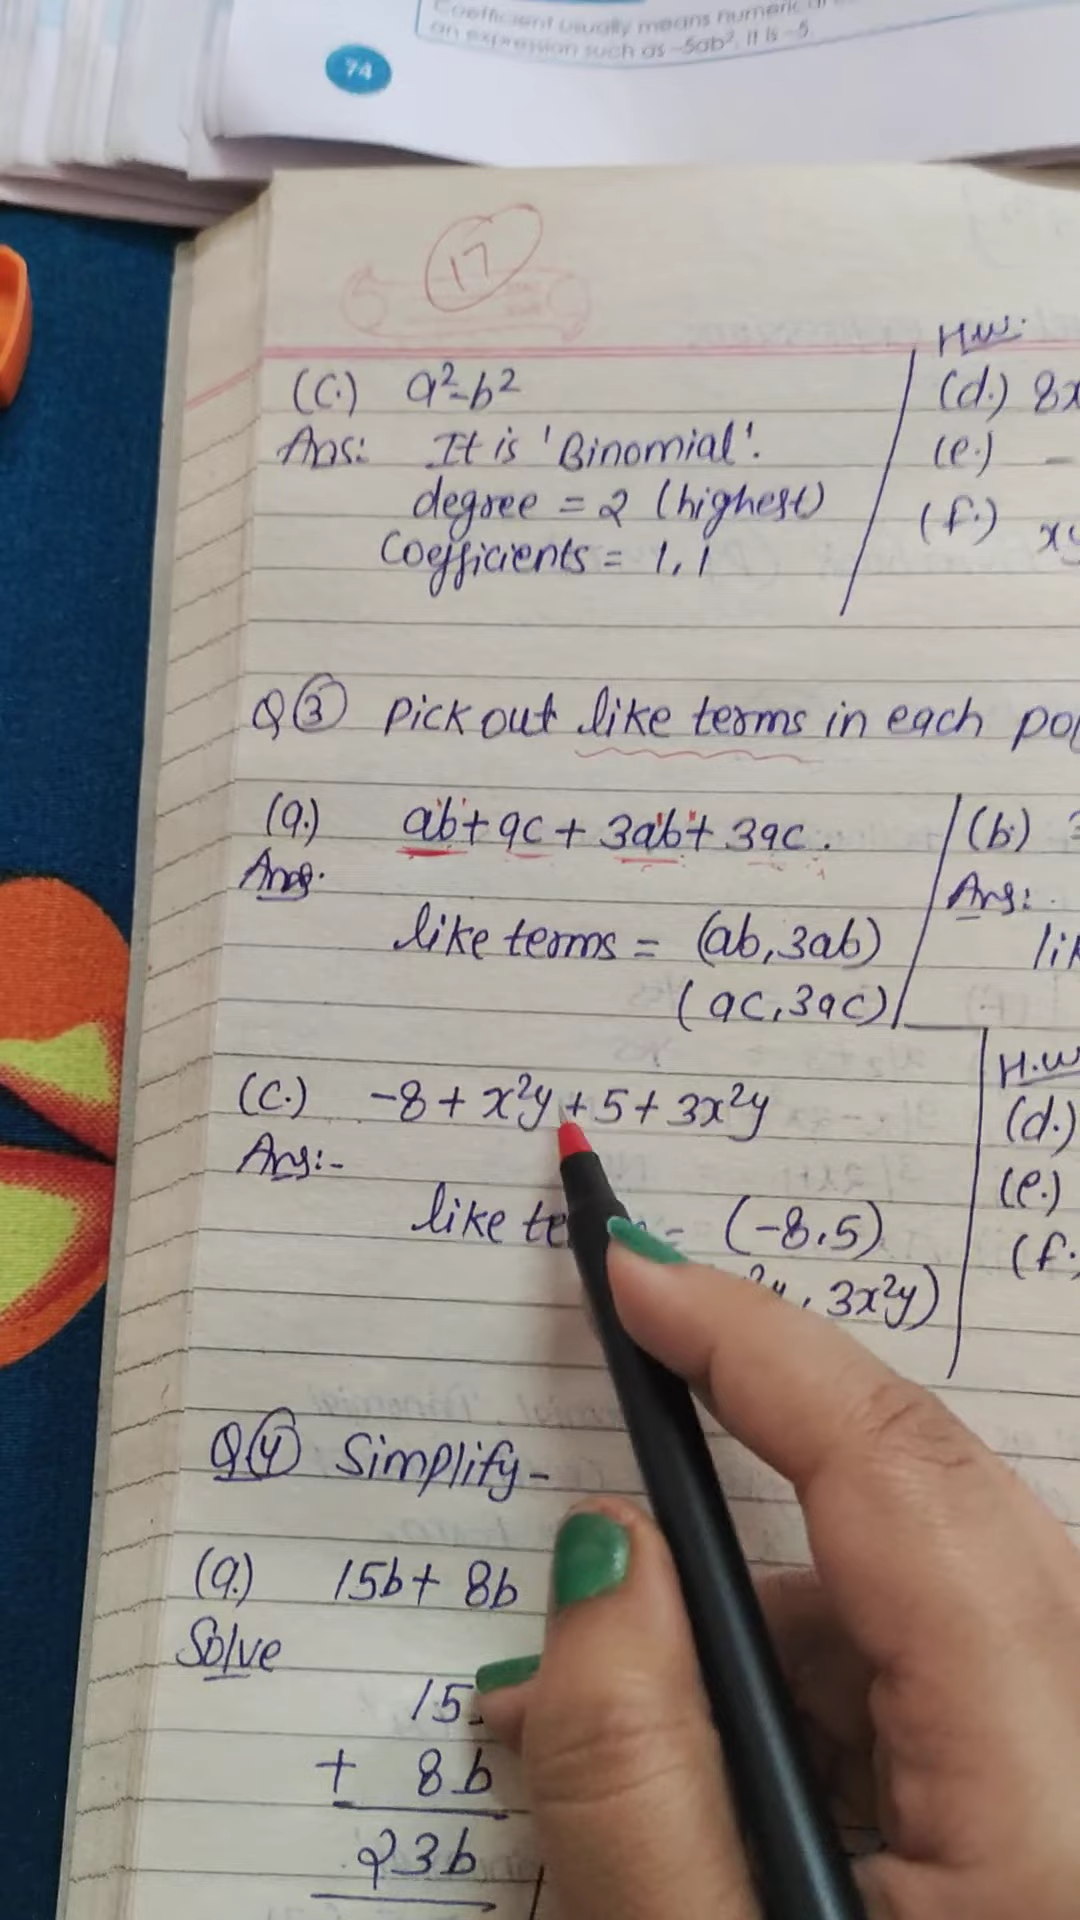 Coefficient usually means numeric
an expression such as -5ab². It is -5.
74
17
(C.) a²-b²
Ans: It is 'Binomial'.
degree = 2 (highest)
Coefficients = 1, 1
H.W:
(d.) 8x
(e.) -
(f.)
Q③ Pick out like terms in each
(a.) ab + ac + 3ab + 3ac.
Ans.
like terms = (ab, 3ab)
(ac, 3ac)
(b.) 3
Ans:
(C.) -8 + x²y + 5 + 3x²y
Ans:-
like = (-8, 5)
, 3x²y)
H.W
(d.)
(e.)
(f.
Q④ Simplify-
(a.) 15b + 8b
Solve
15
+ 8b
23b